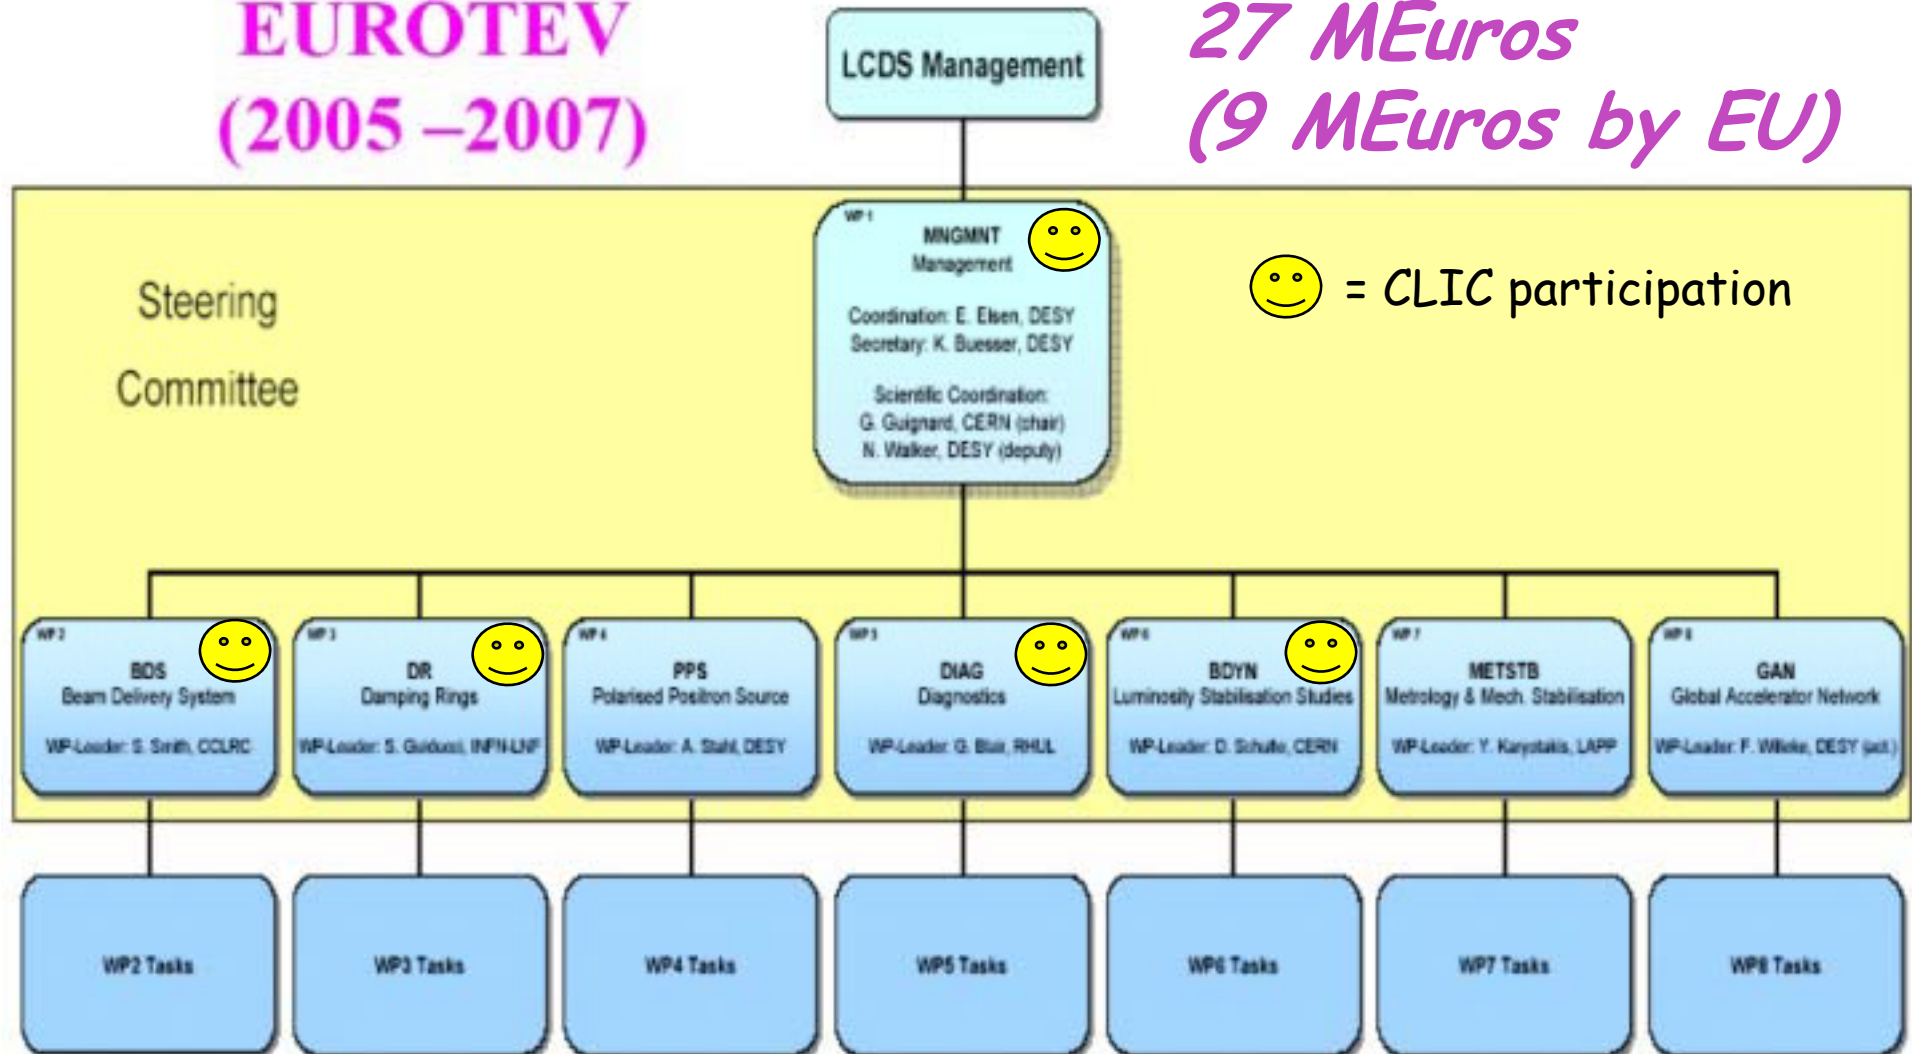 EUROTEV
(2005 –2007)
LCDS Management
27 MEuros
(9 MEuros by EU)
Steering
Committee
WP 1
MNGMNT
Management
Coordination: E. Elsen, DESY
Secretary: K. Buesser, DESY
Scientific Coordination:
G. Guignard, CERN (chair)
N. Walker, DESY (deputy)
= CLIC participation
WP 2
BDS
Beam Delivery System
WP-Leader: S. Smith, CCLRC
WP 3
DR
Damping Rings
WP-Leader: S. Guiducci, INFN-LNF
WP 4
PPS
Polarised Positron Source
WP-Leader: A. Stahl, DESY
WP 5
DIAG
Diagnostics
WP-Leader: G. Blair, RHUL
WP 6
BDYN
Luminosity Stabilisation Studies
WP-Leader: D. Schulte, CERN
WP 7
METSTB
Metrology & Mech. Stabilisation
WP-Leader: Y. Karyotakis, LAPP
WP 8
GAN
Global Accelerator Network
WP-Leader: F. Willeke, DESY (act.)
WP2 Tasks
WP3 Tasks
WP4 Tasks
WP5 Tasks
WP6 Tasks
WP7 Tasks
WP8 Tasks